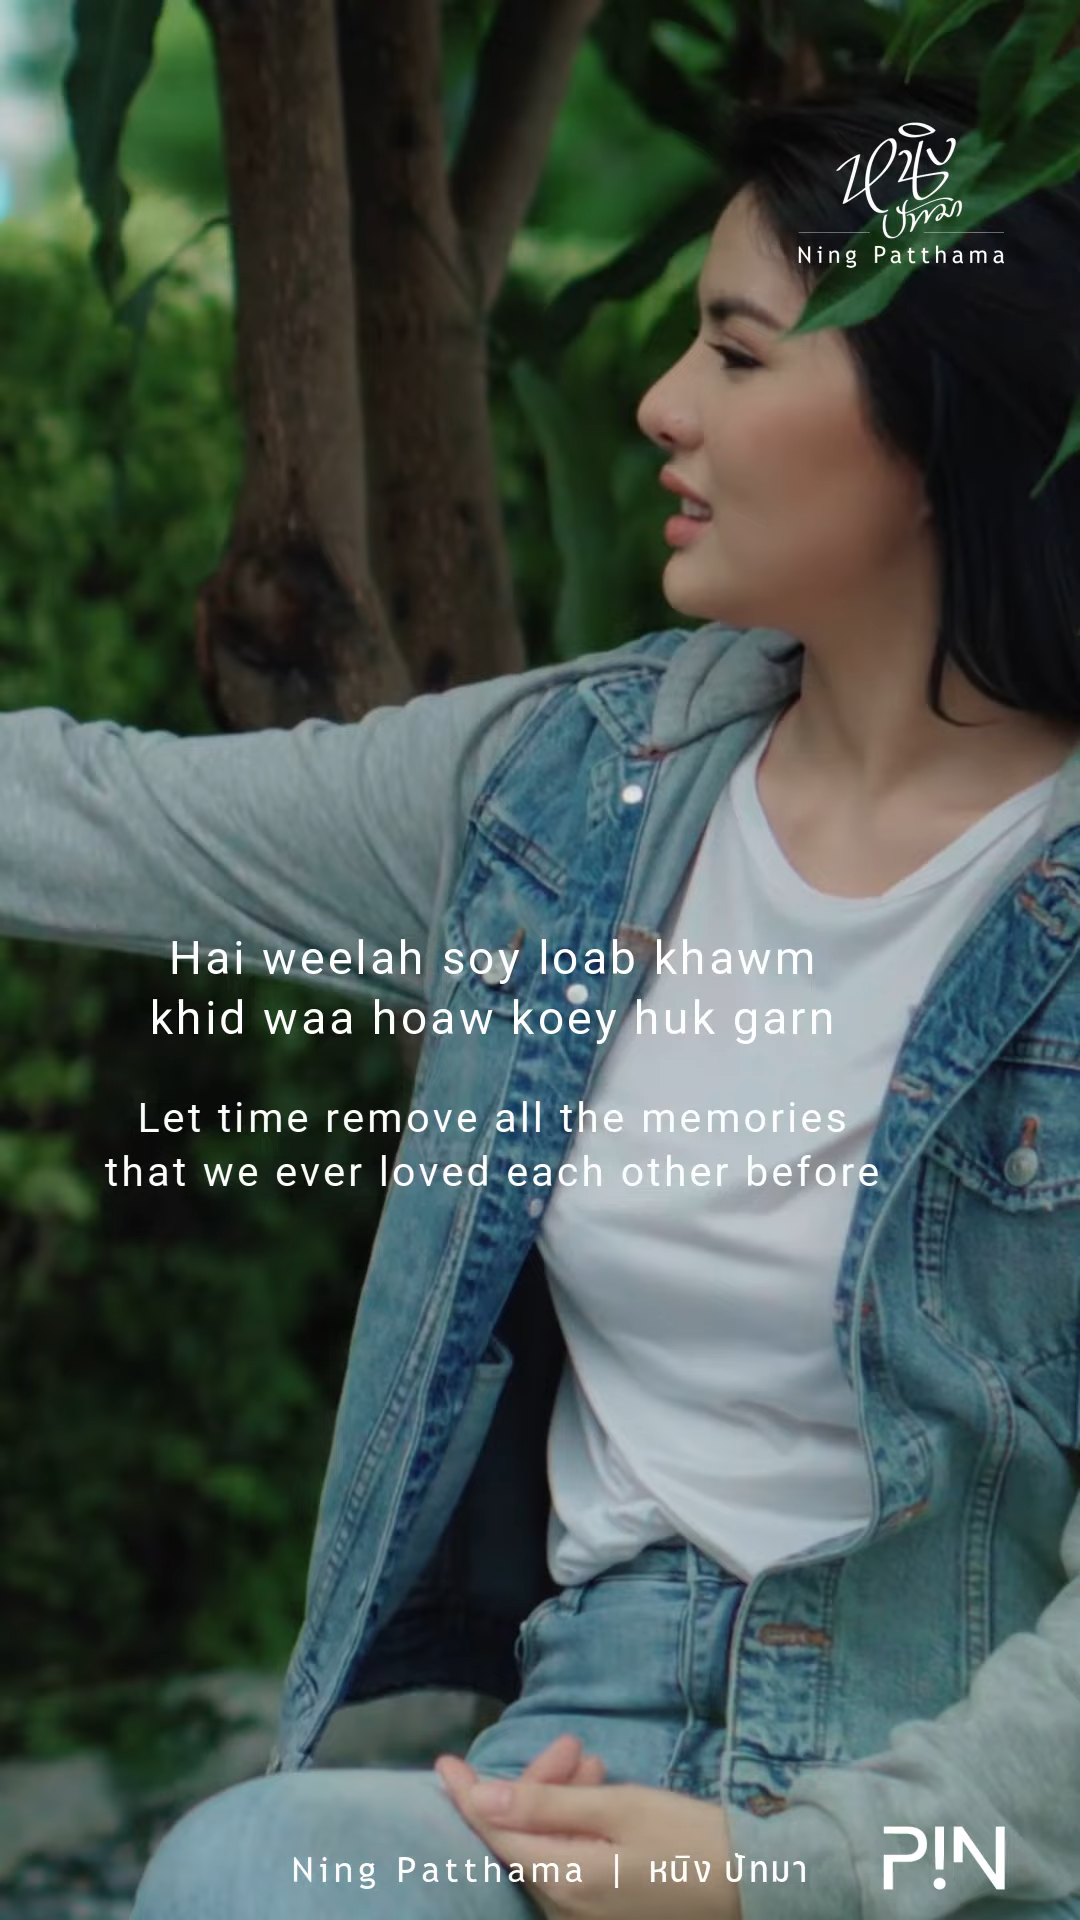 หนิง
ปัทมา
Ning Patthama
Hai weelah soy loab khawm
khid waa hoaw koey huk garn
Let time remove all the memories
that we ever loved each other before
Ning Patthama | หนิง ปัทมา
P!N